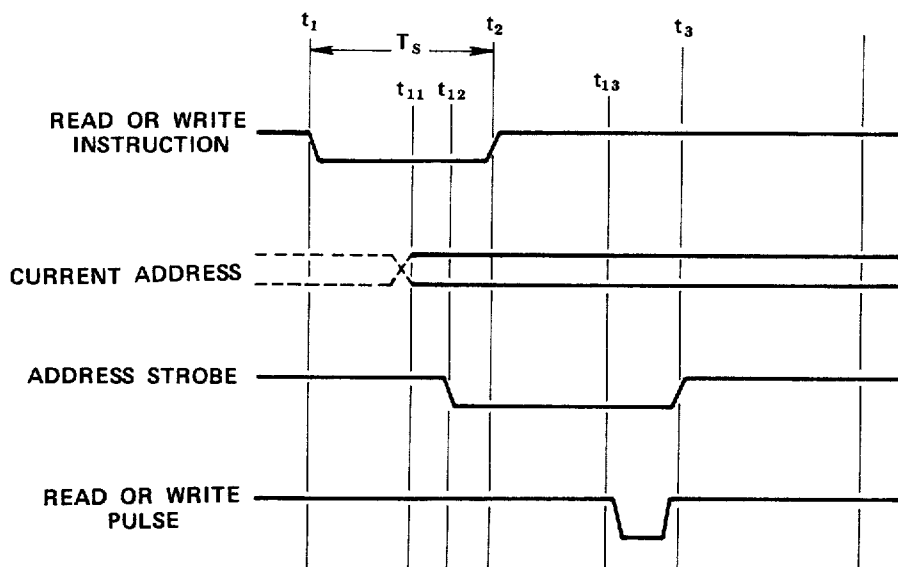 t₁ t₂ t₃
Tₛ
t₁₁ t₁₂ t₁₃
READ OR WRITE
INSTRUCTION
CURRENT ADDRESS
ADDRESS STROBE
READ OR WRITE
PULSE